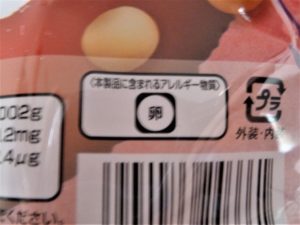 〈本製品に含まれるアレルギー物質〉
卵
プラ
外装・内
002g
.2mg
.4μg
ください。